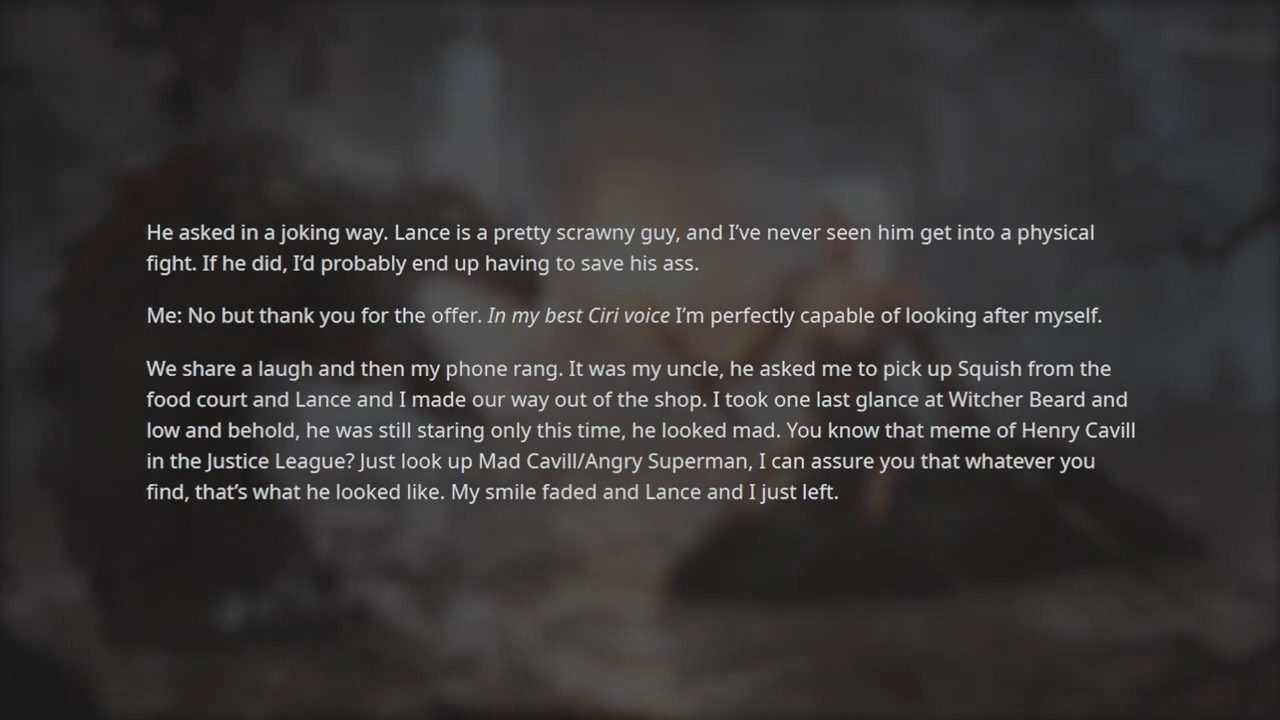 He asked in a joking way. Lance is a pretty scrawny guy, and I’ve never seen him get into a physical
fight. If he did, I’d probably end up having to save his ass.
Me: No but thank you for the offer. In my best Ciri voice I’m perfectly capable of looking after myself.
We share a laugh and then my phone rang. It was my uncle, he asked me to pick up Squish from the
food court and Lance and I made our way out of the shop. I took one last glance at Witcher Beard and
low and behold, he was still staring only this time, he looked mad. You know that meme of Henry Cavill
in the Justice League? Just look up Mad Cavill/Angry Superman, I can assure you that whatever you
find, that’s what he looked like. My smile faded and Lance and I just left.